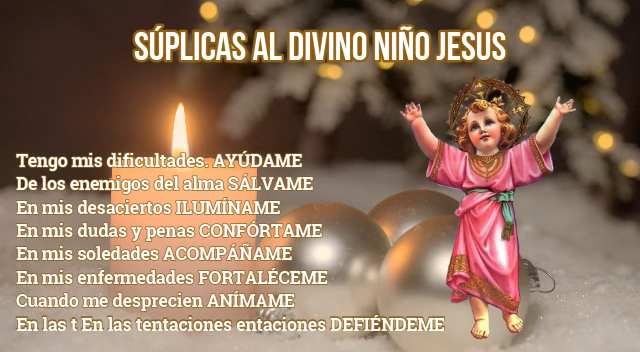 SÚPLICAS AL DIVINO NIÑO JESUS
Tengo mis dificultades. AYÚDAME
De los enemigos del alma SÁLVAME
En mis desaciertos ILUMÍNAME
En mis dudas y penas CONFÓRTAME
En mis soledades ACOMPÁÑAME
En mis enfermedades FORTALÉCEME
Cuando me desprecien ANÍMAME
En las t En las tentaciones entaciones DEFIÉNDEME